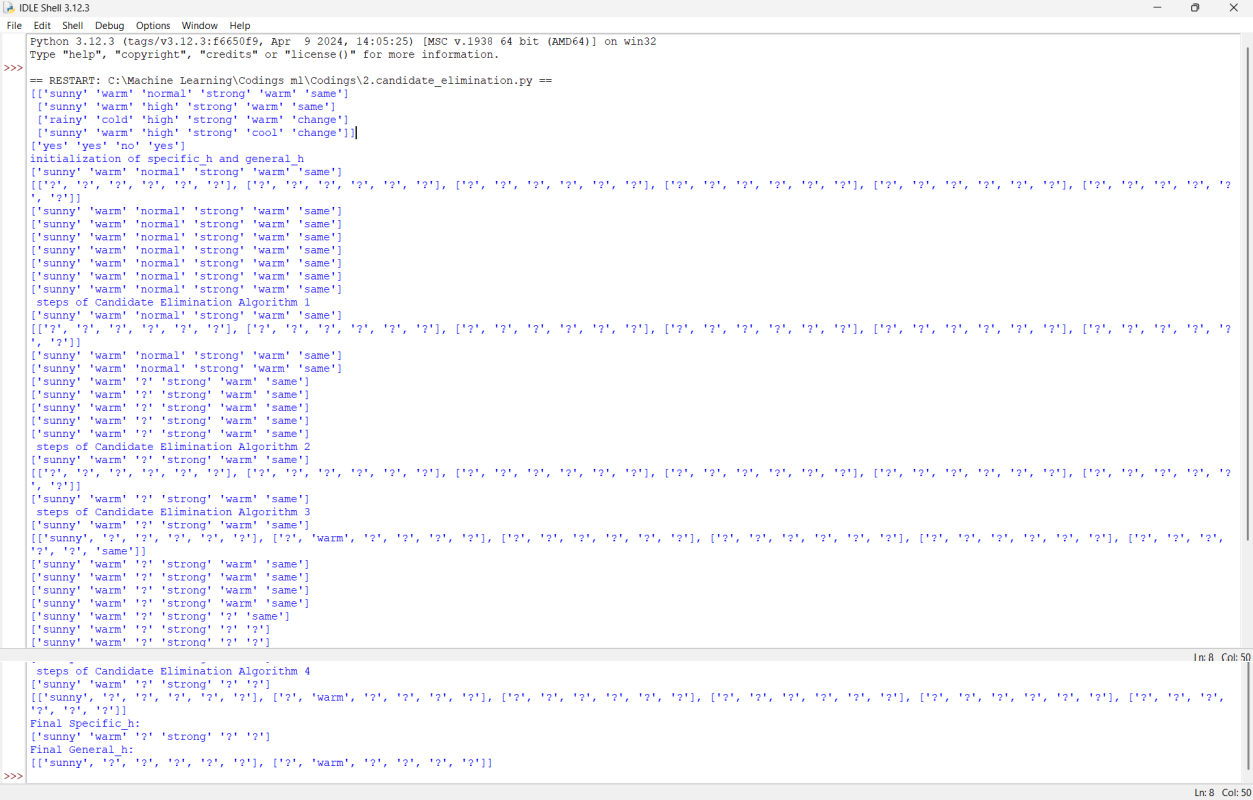 IDLE Shell 3.12.3
File Edit Shell Debug Options Window Help
Python 3.12.3 (tags/v3.12.3:f6650f9, Apr  9 2024, 14:05:25) [MSC v.1938 64 bit (AMD64)] on win32
Type "help", "copyright", "credits" or "license()" for more information.
>>>
== RESTART: C:\Machine Learning\Codings ml\Codings\2.candidate_elimination.py ==
[['sunny' 'warm' 'normal' 'strong' 'warm' 'same']
 ['sunny' 'warm' 'high' 'strong' 'warm' 'same']
 ['rainy' 'cold' 'high' 'strong' 'warm' 'change']
 ['sunny' 'warm' 'high' 'strong' 'cool' 'change']]
['yes' 'yes' 'no' 'yes']
initialization of specific_h and general_h
['sunny' 'warm' 'normal' 'strong' 'warm' 'same']
[['?', '?', '?', '?', '?', '?'], ['?', '?', '?', '?', '?', '?'], ['?', '?', '?', '?', '?', '?'], ['?', '?', '?', '?', '?', '?'], ['?', '?', '?', '?', '?', '?'], ['?', '?', '?', '?', '?
', '?']]
['sunny' 'warm' 'normal' 'strong' 'warm' 'same']
['sunny' 'warm' 'normal' 'strong' 'warm' 'same']
['sunny' 'warm' 'normal' 'strong' 'warm' 'same']
['sunny' 'warm' 'normal' 'strong' 'warm' 'same']
['sunny' 'warm' 'normal' 'strong' 'warm' 'same']
['sunny' 'warm' 'normal' 'strong' 'warm' 'same']
['sunny' 'warm' 'normal' 'strong' 'warm' 'same']
 steps of Candidate Elimination Algorithm 1
['sunny' 'warm' 'normal' 'strong' 'warm' 'same']
[['?', '?', '?', '?', '?', '?'], ['?', '?', '?', '?', '?', '?'], ['?', '?', '?', '?', '?', '?'], ['?', '?', '?', '?', '?', '?'], ['?', '?', '?', '?', '?', '?'], ['?', '?', '?', '?', '?
', '?']]
['sunny' 'warm' 'normal' 'strong' 'warm' 'same']
['sunny' 'warm' 'normal' 'strong' 'warm' 'same']
['sunny' 'warm' '?' 'strong' 'warm' 'same']
['sunny' 'warm' '?' 'strong' 'warm' 'same']
['sunny' 'warm' '?' 'strong' 'warm' 'same']
['sunny' 'warm' '?' 'strong' 'warm' 'same']
['sunny' 'warm' '?' 'strong' 'warm' 'same']
 steps of Candidate Elimination Algorithm 2
['sunny' 'warm' '?' 'strong' 'warm' 'same']
[['?', '?', '?', '?', '?', '?'], ['?', '?', '?', '?', '?', '?'], ['?', '?', '?', '?', '?', '?'], ['?', '?', '?', '?', '?', '?'], ['?', '?', '?', '?', '?', '?'], ['?', '?', '?', '?', '?
', '?']]
['sunny' 'warm' '?' 'strong' 'warm' 'same']
 steps of Candidate Elimination Algorithm 3
['sunny' 'warm' '?' 'strong' 'warm' 'same']
[['sunny', '?', '?', '?', '?', '?'], ['?', 'warm', '?', '?', '?', '?'], ['?', '?', '?', '?', '?', '?'], ['?', '?', '?', '?', '?', '?'], ['?', '?', '?', '?', '?', '?'], ['?', '?', '?',
'?', '?', 'same']]
['sunny' 'warm' '?' 'strong' 'warm' 'same']
['sunny' 'warm' '?' 'strong' 'warm' 'same']
['sunny' 'warm' '?' 'strong' 'warm' 'same']
['sunny' 'warm' '?' 'strong' 'warm' 'same']
['sunny' 'warm' '?' 'strong' '?' 'same']
['sunny' 'warm' '?' 'strong' '?' '?']
['sunny' 'warm' '?' 'strong' '?' '?']
Ln: 8 Col: 50
 steps of Candidate Elimination Algorithm 4
['sunny' 'warm' '?' 'strong' '?' '?']
[['sunny', '?', '?', '?', '?', '?'], ['?', 'warm', '?', '?', '?', '?'], ['?', '?', '?', '?', '?', '?'], ['?', '?', '?', '?', '?', '?'], ['?', '?', '?', '?', '?', '?'], ['?', '?', '?',
'?', '?', '?']]
Final Specific_h:
['sunny' 'warm' '?' 'strong' '?' '?']
Final General_h:
[['sunny', '?', '?', '?', '?', '?'], ['?', 'warm', '?', '?', '?', '?']]
>>>
Ln: 8 Col: 50